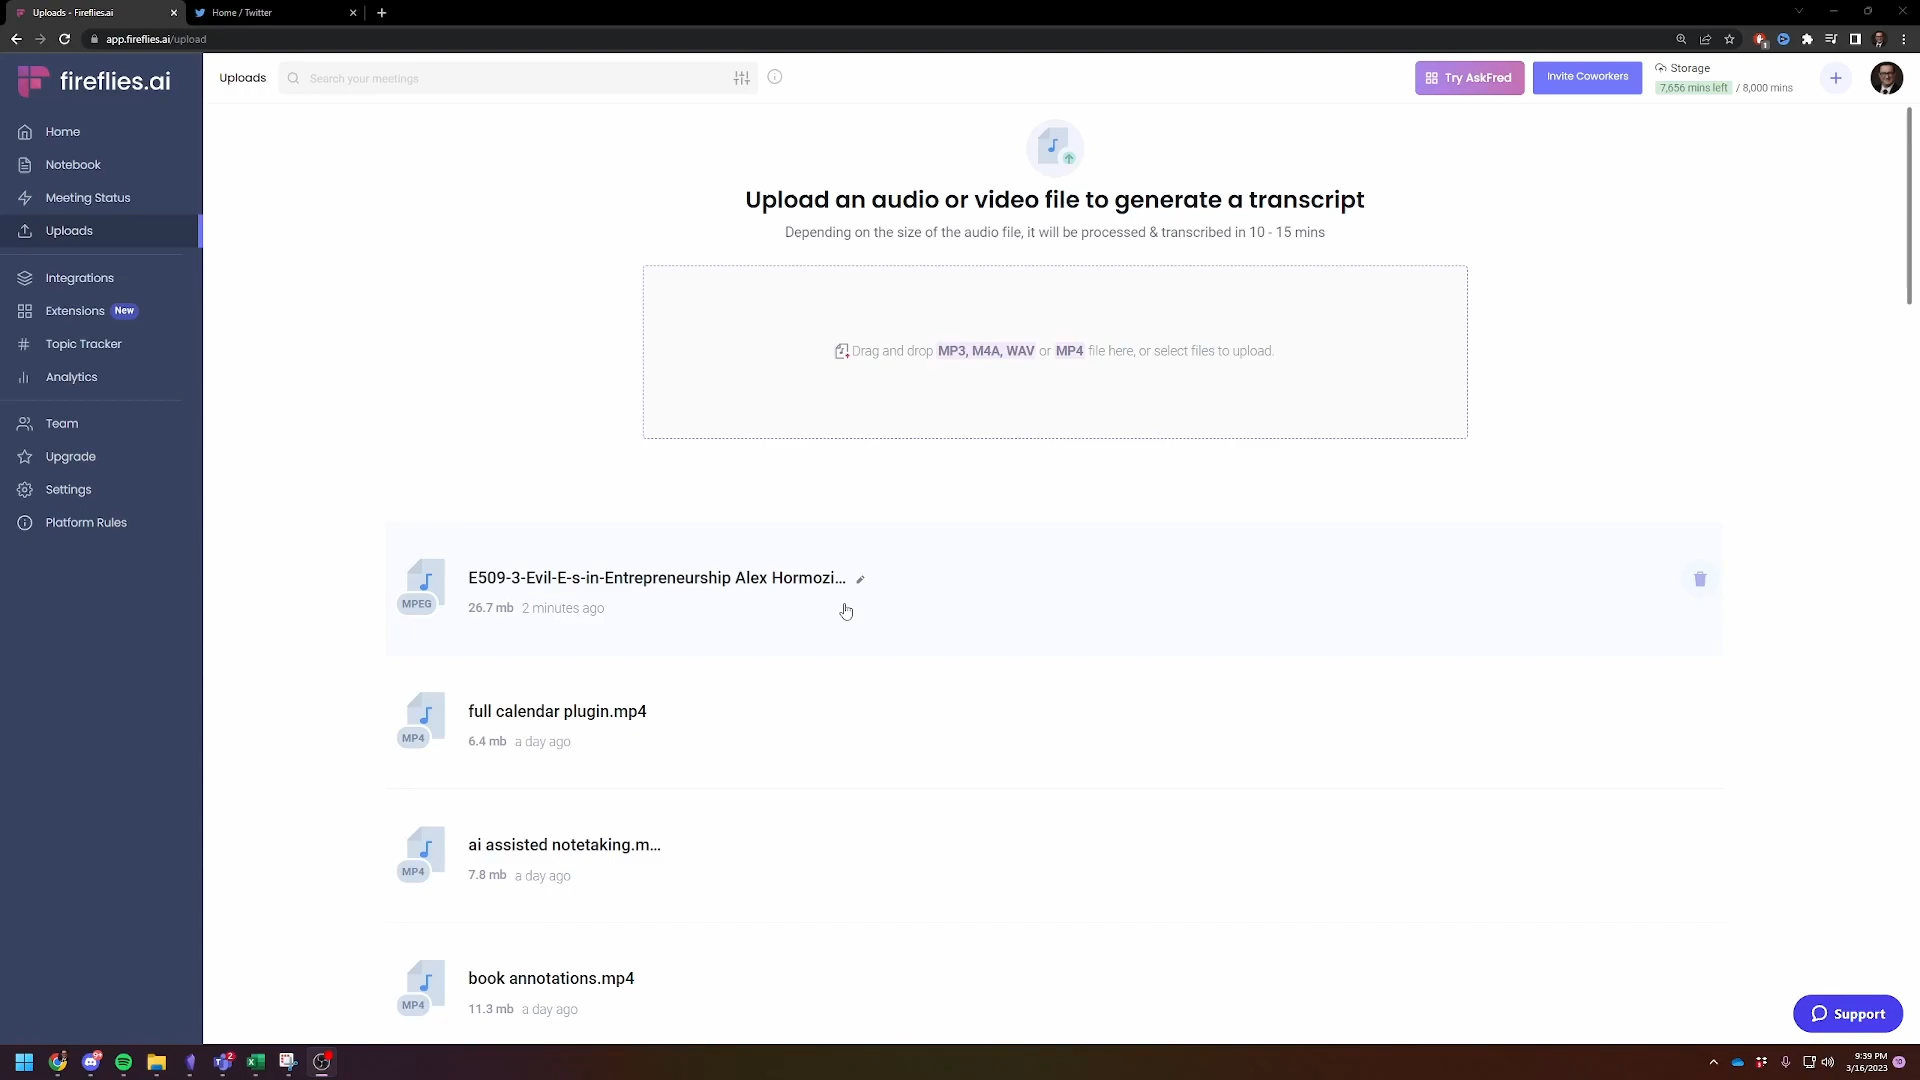 Uploads - Fireflies.ai
Home / Twitter
app.fireflies.ai/upload
fireflies.ai
Uploads
Search your meetings
Try AskFred
Invite Coworkers
Storage
7,656 mins left / 8,000 mins
Home
Notebook
Meeting Status
Uploads
Integrations
Extensions New
Topic Tracker
Analytics
Team
Upgrade
Settings
Platform Rules
Upload an audio or video file to generate a transcript
Depending on the size of the audio file, it will be processed & transcribed in 10 - 15 mins
Drag and drop MP3, M4A, WAV or MP4 file here, or select files to upload.
E509-3-Evil-E-s-in-Entrepreneurship Alex Hormozi...
MPEG
26.7 mb 2 minutes ago
full calendar plugin.mp4
MP4
6.4 mb a day ago
ai assisted notetaking.m...
MP4
7.8 mb a day ago
book annotations.mp4
MP4
11.3 mb a day ago
Support
9:39 PM
3/16/2023